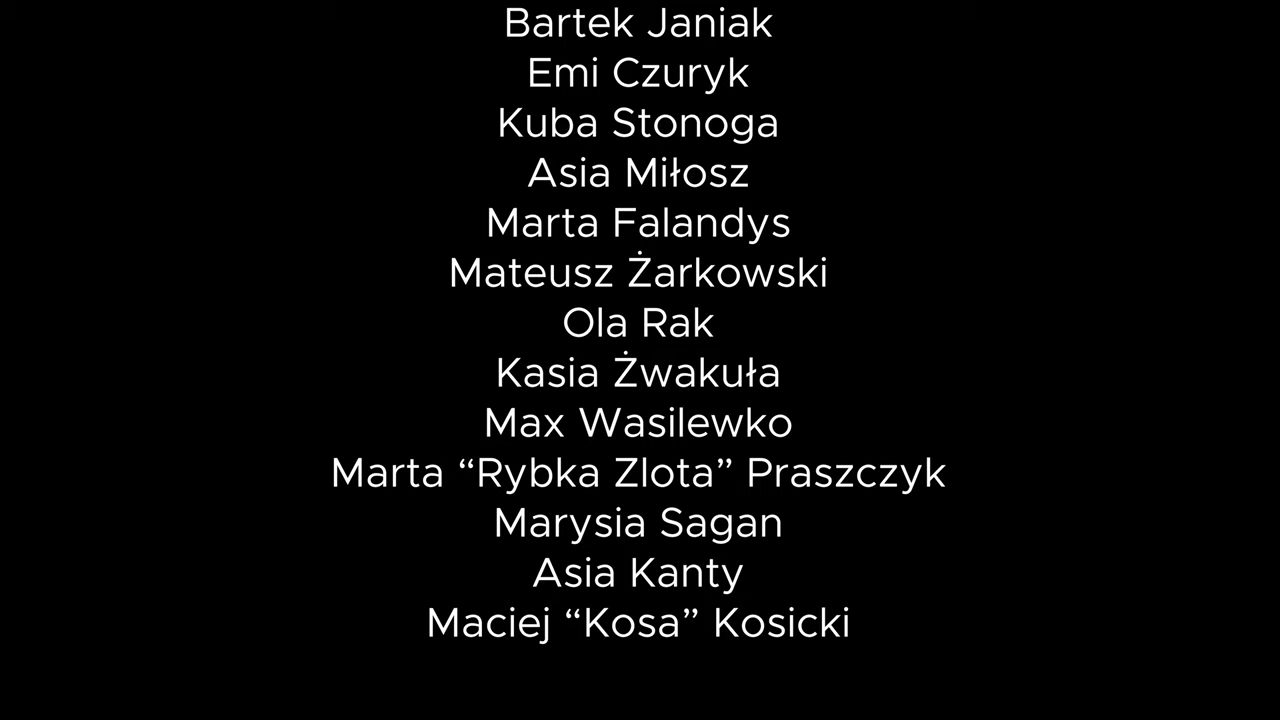 Bartek Janiak
Emi Czuryk
Kuba Stonoga
Asia Miłosz
Marta Falandys
Mateusz Żarkowski
Ola Rak
Kasia Żwakuła
Max Wasilewko
Marta “Rybka Zlota” Praszczyk
Marysia Sagan
Asia Kanty
Maciej “Kosa” Kosicki